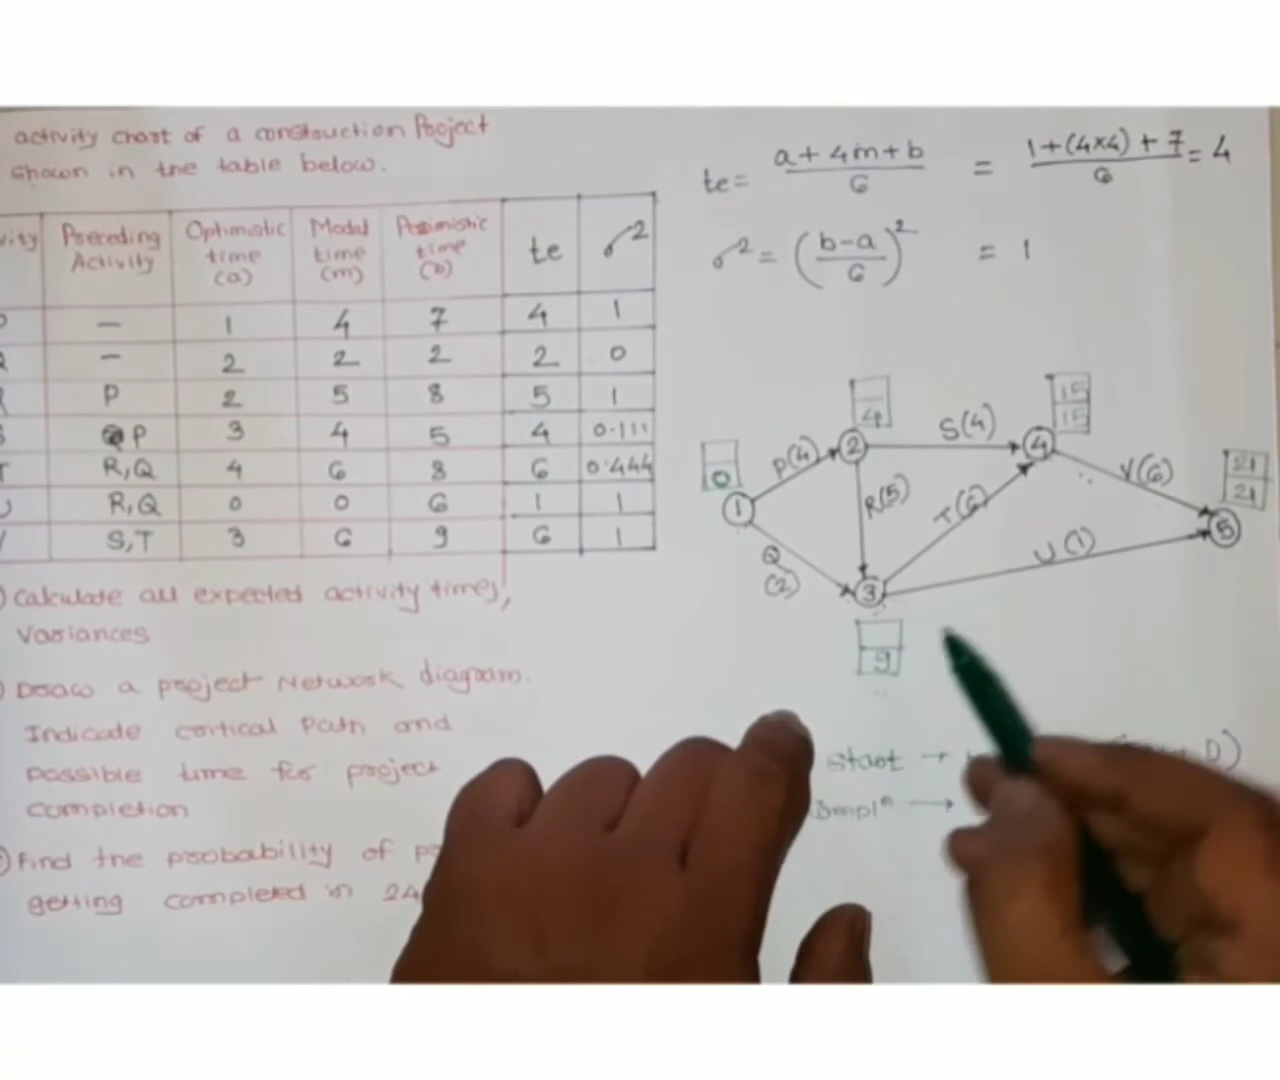 activity chart of a construction Project
shown in the table below.
te = a + 4m + b / 6 = 1 + (4×4) + 7 / 6 = 4
σ² = (b-a / 6)² = 1
vity Preceding Activity Optimistic time (a) Modal time (m) Pessimistic time (b) te σ²
— 1 4 7 4 1
— 2 2 2 2 0
P 2 5 8 5 1
P 3 4 5 4 0.111
R,Q 4 6 8 6 0.444
R,Q 0 0 6 1 1
S,T 3 6 9 6 1
4
15
15
S(4)
2
4
0
P(4)
V(6)
21
21
1
R(5)
T(6)
5
Q
(2)
U(1)
3
9
) Calculate all expected activity times,
Variances
) Draw a project Network diagram.
Indicate critical Path and
possible time for project
completion
) Find the probability of
getting completed in 24
start →
D)
Compln →